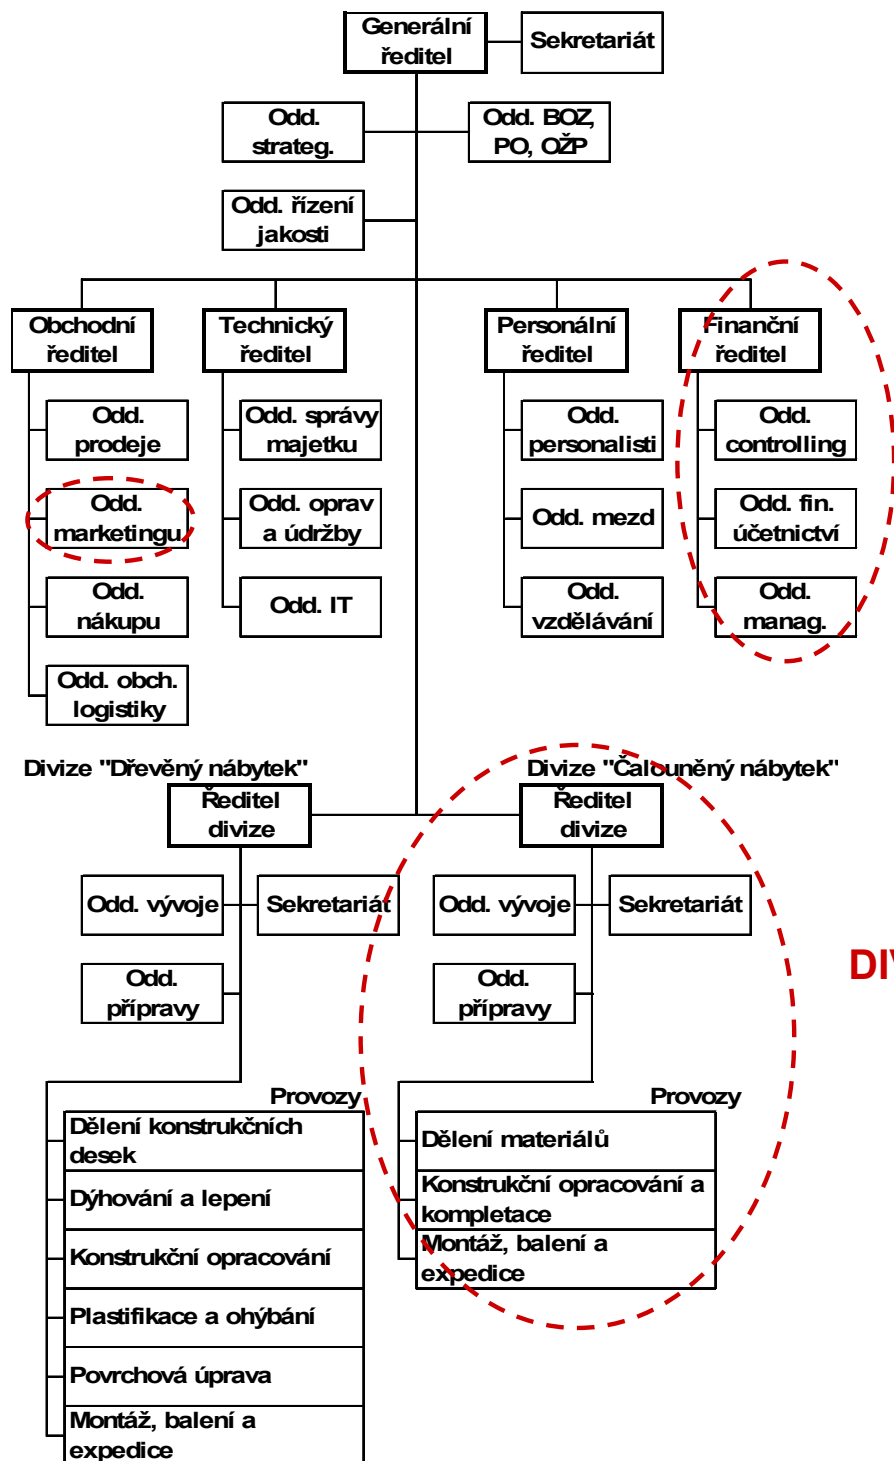 Generální
ředitel
Sekretariát
Odd.
strateg.
Odd. BOZ,
PO, OŽP
Odd. řízení
jakosti
Obchodní
ředitel
Technický
ředitel
Personální
ředitel
Finanční
ředitel
Odd.
prodeje
Odd. správy
majetku
Odd.
personalisti
Odd.
controlling
Odd.
marketingu
Odd. oprav
a údržby
Odd. mezd
Odd. fin.
účetnictví
Odd.
nákupu
Odd. IT
Odd.
vzdělávání
Odd.
manag.
Odd. obch.
logistiky
Divize "Dřevěný nábytek"
Divize "Čalouněný nábytek"
Ředitel
divize
Ředitel
divize
Odd. vývoje
Sekretariát
Odd. vývoje
Sekretariát
DIV
Odd.
přípravy
Odd.
přípravy
Provozy
Dělení konstrukčních
desek
Dýhování a lepení
Konstrukční opracování
Plastifikace a ohýbání
Povrchová úprava
Montáž, balení a
expedice
Provozy
Dělení materiálů
Konstrukční opracování a
kompletace
Montáž, balení a
expedice